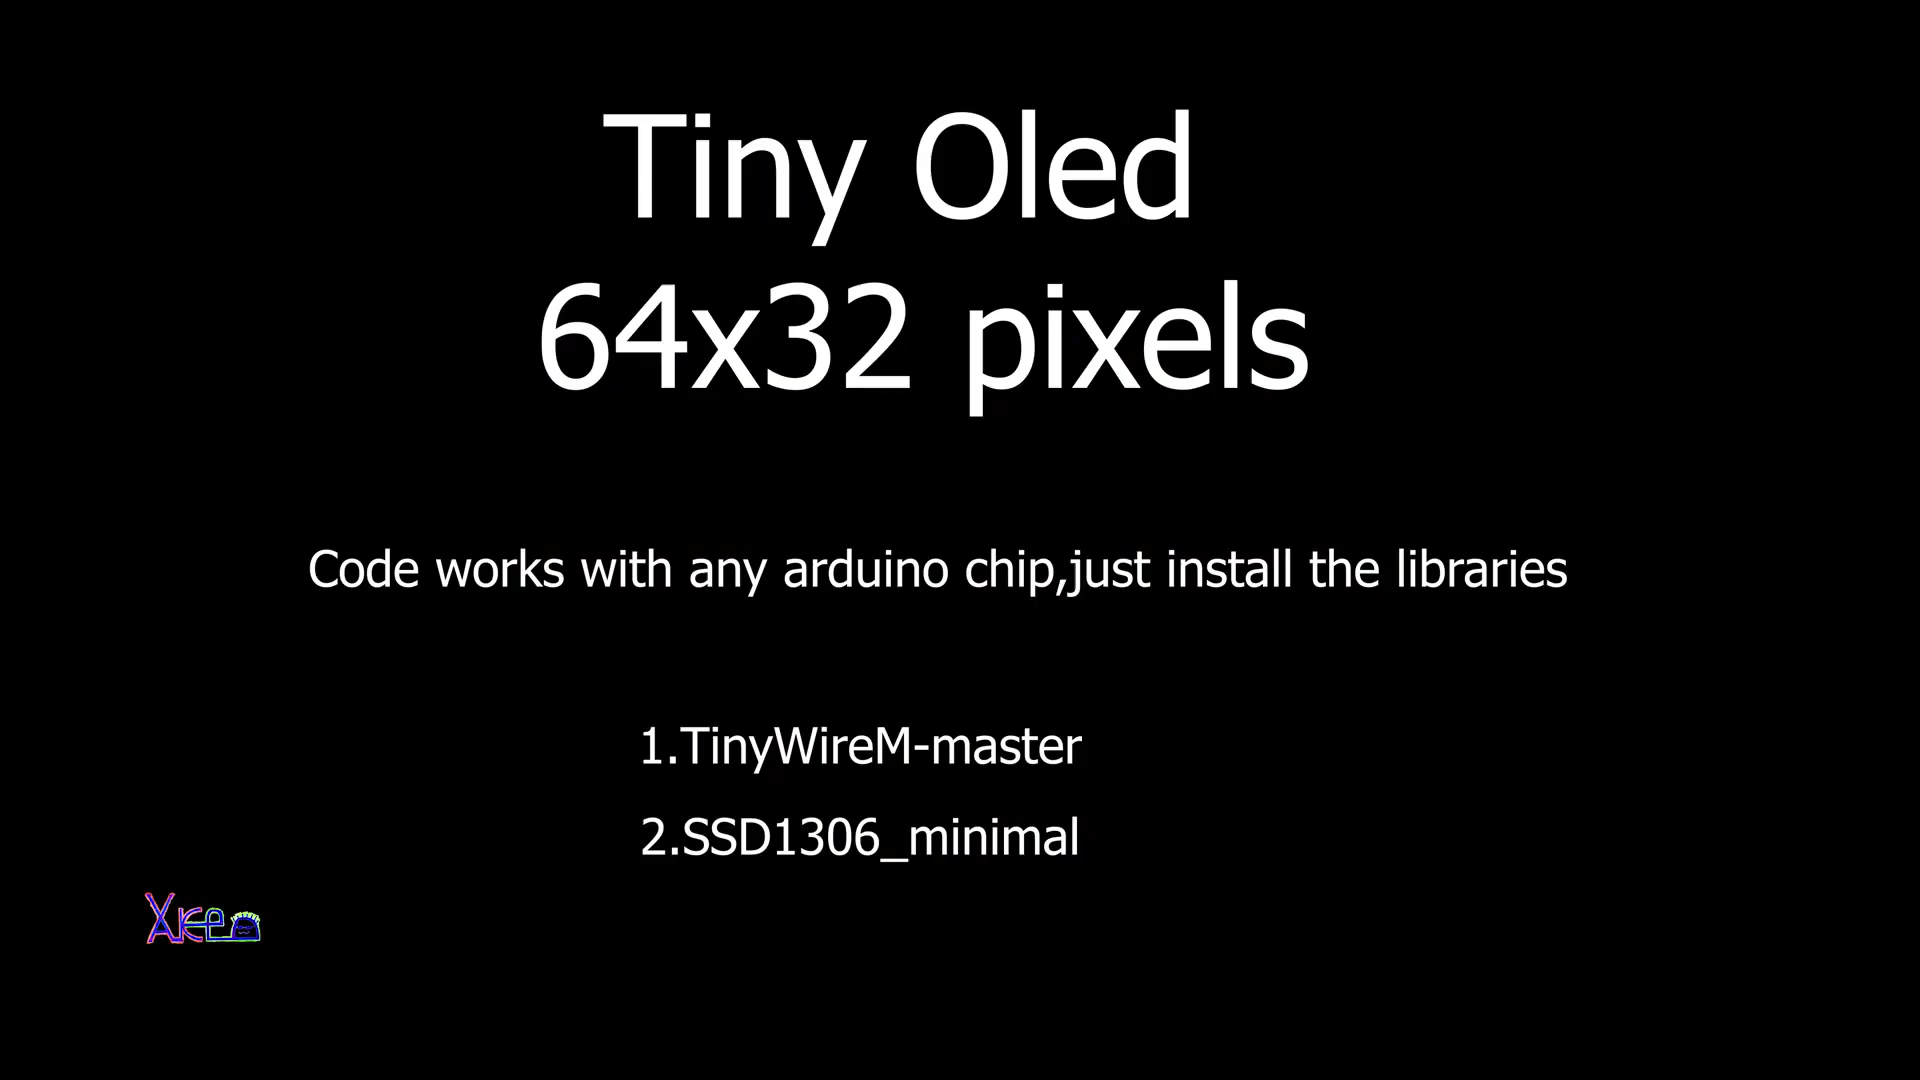 Tiny Oled
64x32 pixels
Code works with any arduino chip,just install the libraries
1.TinyWireM-master
2.SSD1306_minimal